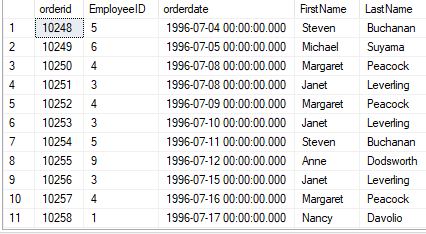 orderid EmployeeID orderdate FirstName LastName
1 10248 5 1996-07-04 00:00:00.000 Steven Buchanan
2 10249 6 1996-07-05 00:00:00.000 Michael Suyama
3 10250 4 1996-07-08 00:00:00.000 Margaret Peacock
4 10251 3 1996-07-08 00:00:00.000 Janet Leverling
5 10252 4 1996-07-09 00:00:00.000 Margaret Peacock
6 10253 3 1996-07-10 00:00:00.000 Janet Leverling
7 10254 5 1996-07-11 00:00:00.000 Steven Buchanan
8 10255 9 1996-07-12 00:00:00.000 Anne Dodsworth
9 10256 3 1996-07-15 00:00:00.000 Janet Leverling
10 10257 4 1996-07-16 00:00:00.000 Margaret Peacock
11 10258 1 1996-07-17 00:00:00.000 Nancy Davolio